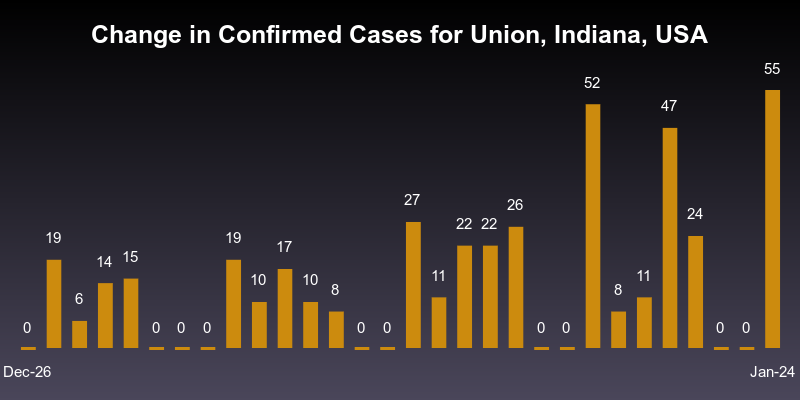 Change in Confirmed Cases for Union, Indiana, USA
0 19 6 14 15 0 0 0 19 10 17 10 8 0 0 27 11 22 22 26 0 0 52 8 11 47 24 0 0 55
Dec-26 Jan-24